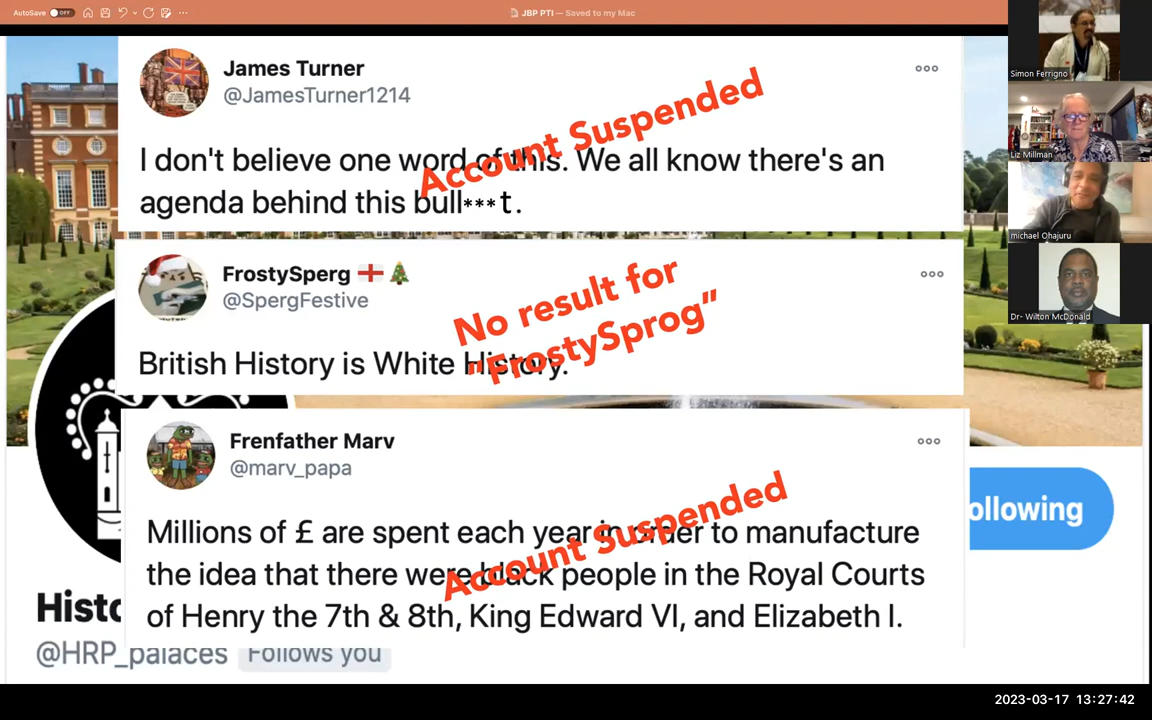 AutoSave OFF
JBP PTI — Saved to my Mac
James Turner
@JamesTurner1214
I don't believe one word of this. We all know there's an
agenda behind this bull***t.
Account Suspended
FrostySperg
@SpergFestive
British History is White History.
No result for
"FrostySprog"
Frenfather Marv
@marv_papa
Millions of £ are spent each year in order to manufacture
the idea that there were black people in the Royal Courts
of Henry the 7th & 8th, King Edward VI, and Elizabeth I.
Account Suspended
ollowing
Histo
@HRP_palaces Follows you
Simon Ferrigno
Liz Millman
michael Ohajuru
Dr- Wilton McDonald
2023-03-17 13:27:42